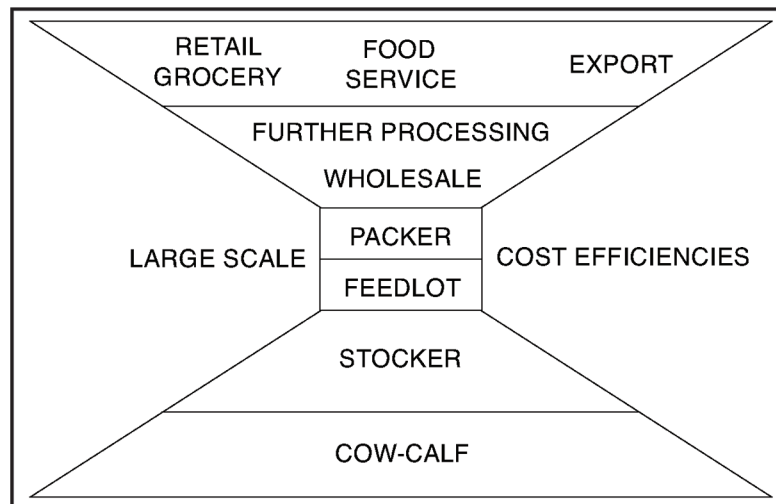 RETAIL
GROCERY
FOOD
SERVICE
EXPORT
FURTHER PROCESSING
WHOLESALE
LARGE SCALE
PACKER
FEEDLOT
COST EFFICIENCIES
STOCKER
COW-CALF